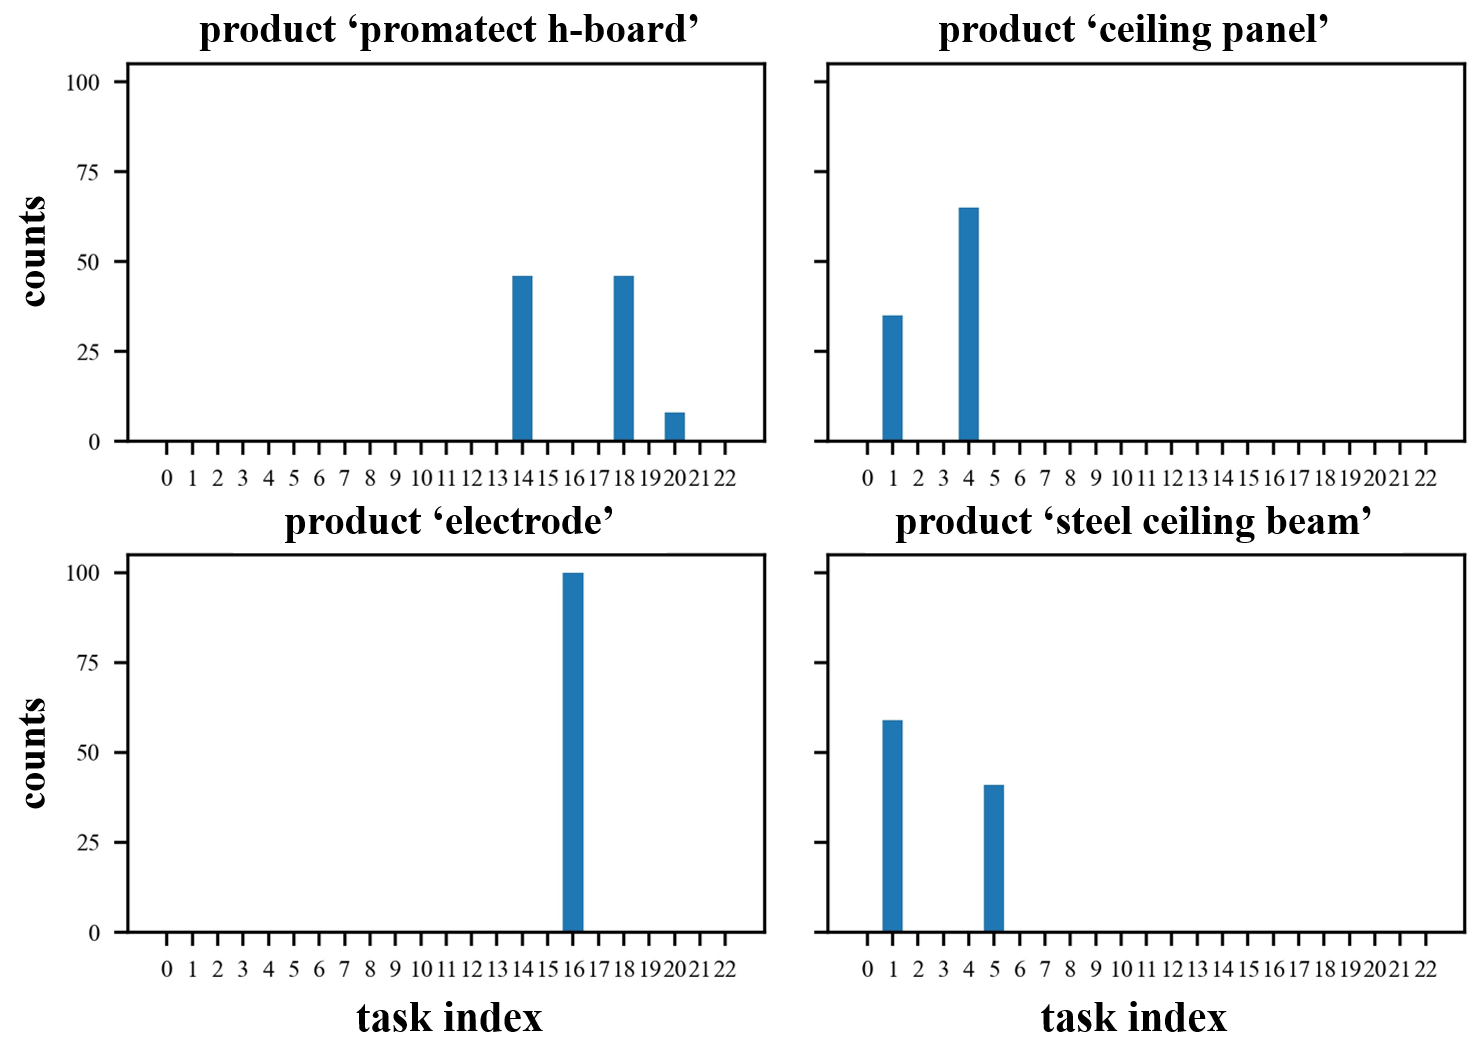 product ‘promatect h-board’
product ‘ceiling panel’
counts
100
75
50
25
0
0 1 2 3 4 5 6 7 8 9 10 11 12 13 14 15 16 17 18 19 20 21 22
0 1 2 3 4 5 6 7 8 9 10 11 12 13 14 15 16 17 18 19 20 21 22
product ‘electrode’
product ‘steel ceiling beam’
counts
100
75
50
25
0
0 1 2 3 4 5 6 7 8 9 10 11 12 13 14 15 16 17 18 19 20 21 22
0 1 2 3 4 5 6 7 8 9 10 11 12 13 14 15 16 17 18 19 20 21 22
task index
task index